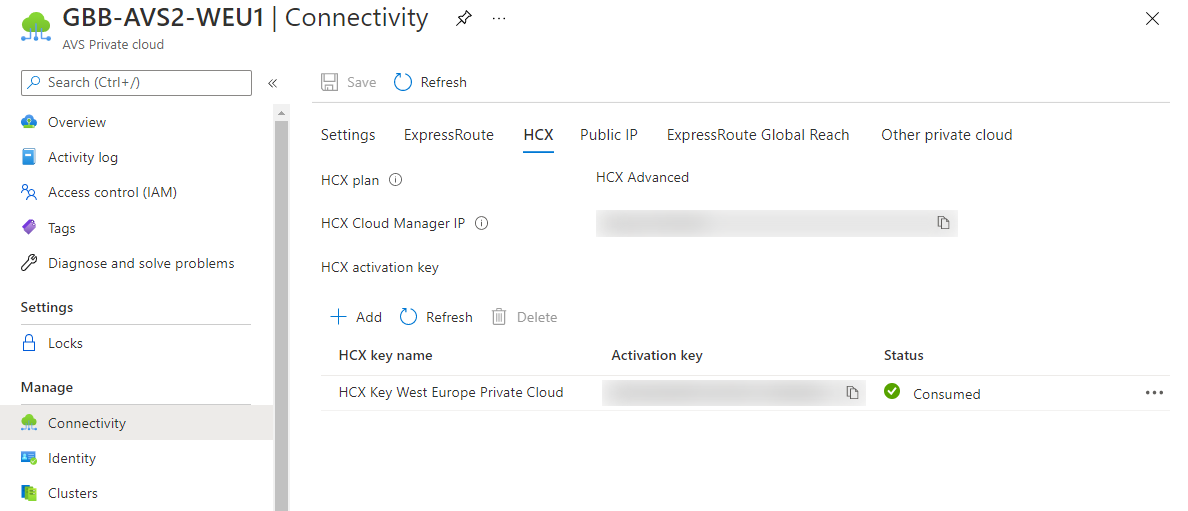 GBB-AVS2-WEU1 | Connectivity
...
AVS Private cloud
Search (Ctrl+/)
«
Overview
Activity log
Access control (IAM)
Tags
Diagnose and solve problems
Settings
Locks
Manage
Connectivity
Identity
Clusters
Save
Refresh
Settings
ExpressRoute
HCX
Public IP
ExpressRoute Global Reach
Other private cloud
HCX plan
HCX Advanced
HCX Cloud Manager IP
HCX activation key
Add
Refresh
Delete
HCX key name
Activation key
Status
HCX Key West Europe Private Cloud
Consumed
...